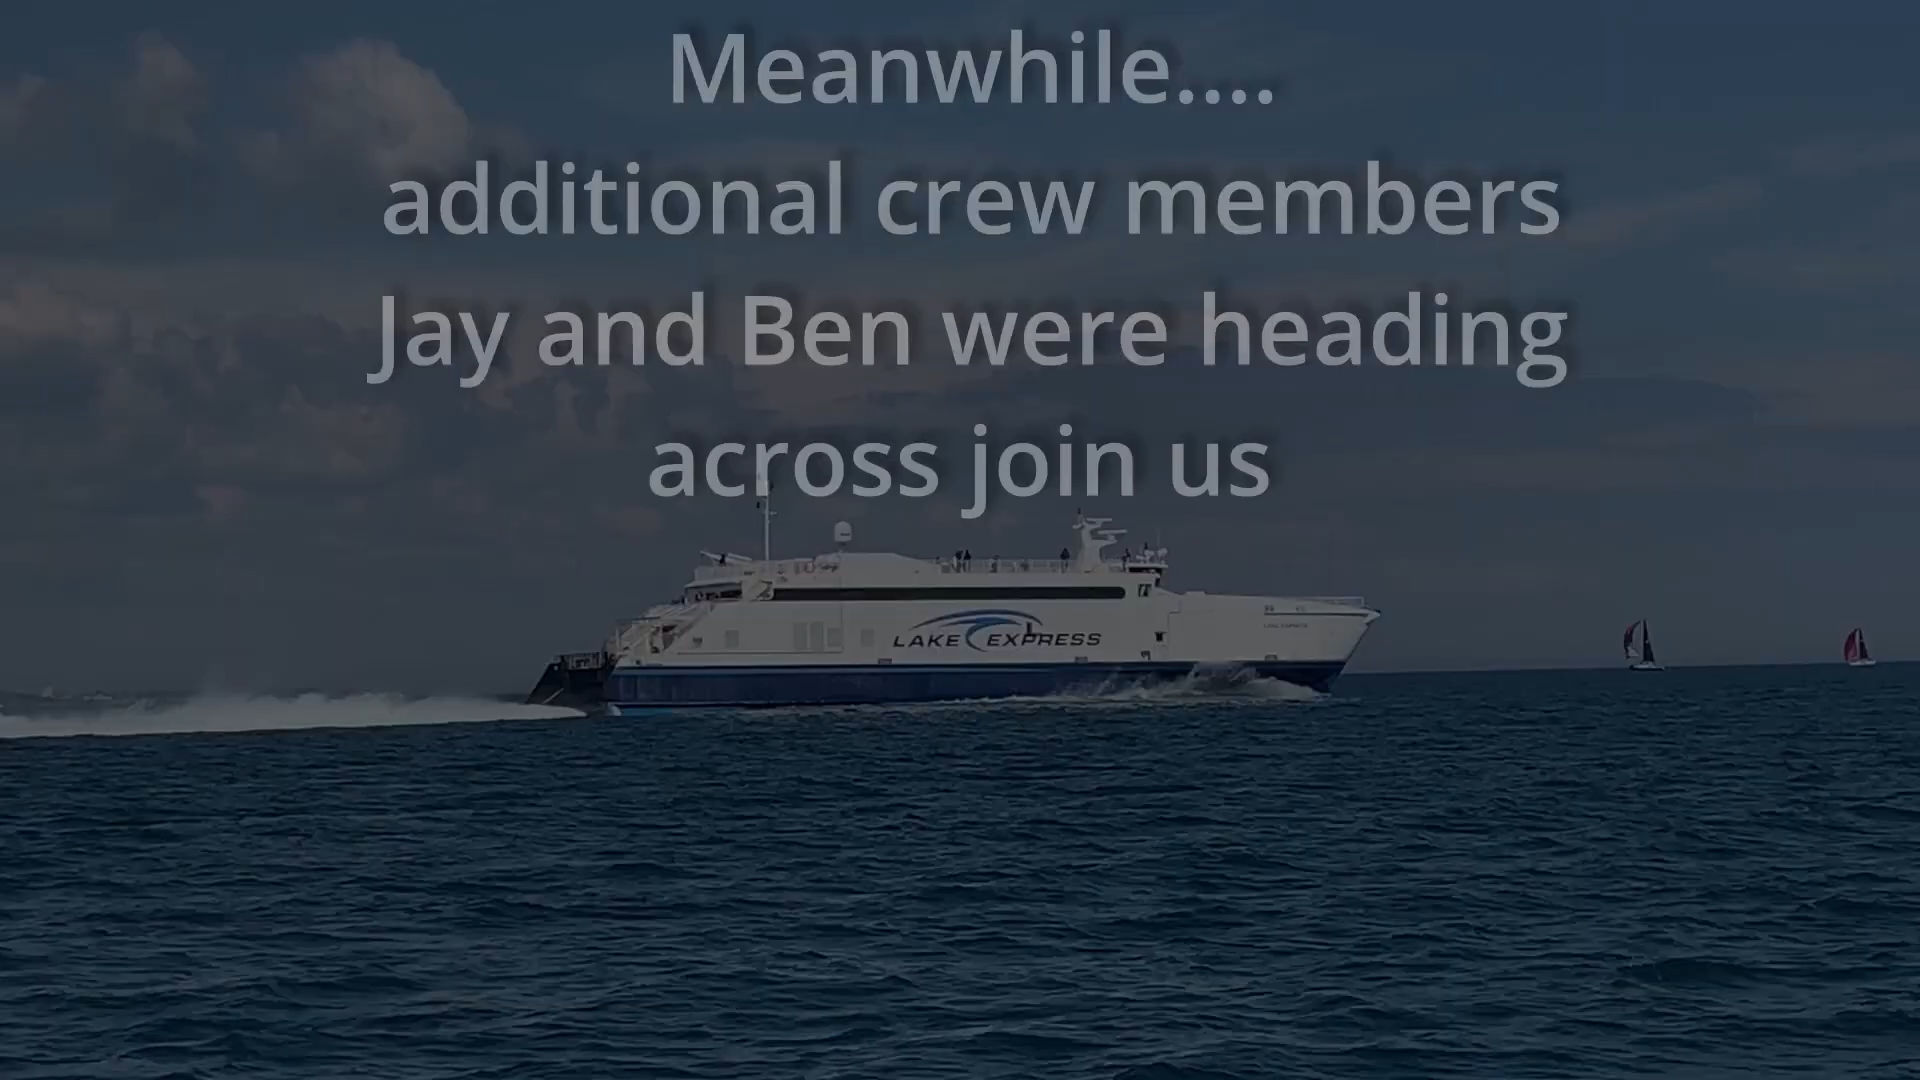 Meanwhile....
additional crew members
Jay and Ben were heading
across join us
LAKE EXPRESS